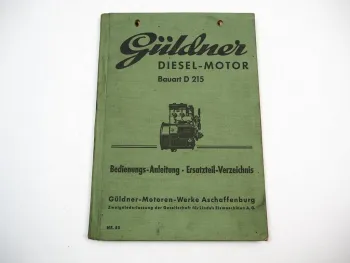 Güldner
DIESEL-MOTOR
Bauart D 215
Bedienungs-Anleitung · Ersatzteil-Verzeichnis
Güldner-Motoren-Werke Aschaffenburg
Zweigniederlassung der Gesellschaft für Linde's Eismaschinen A.G.